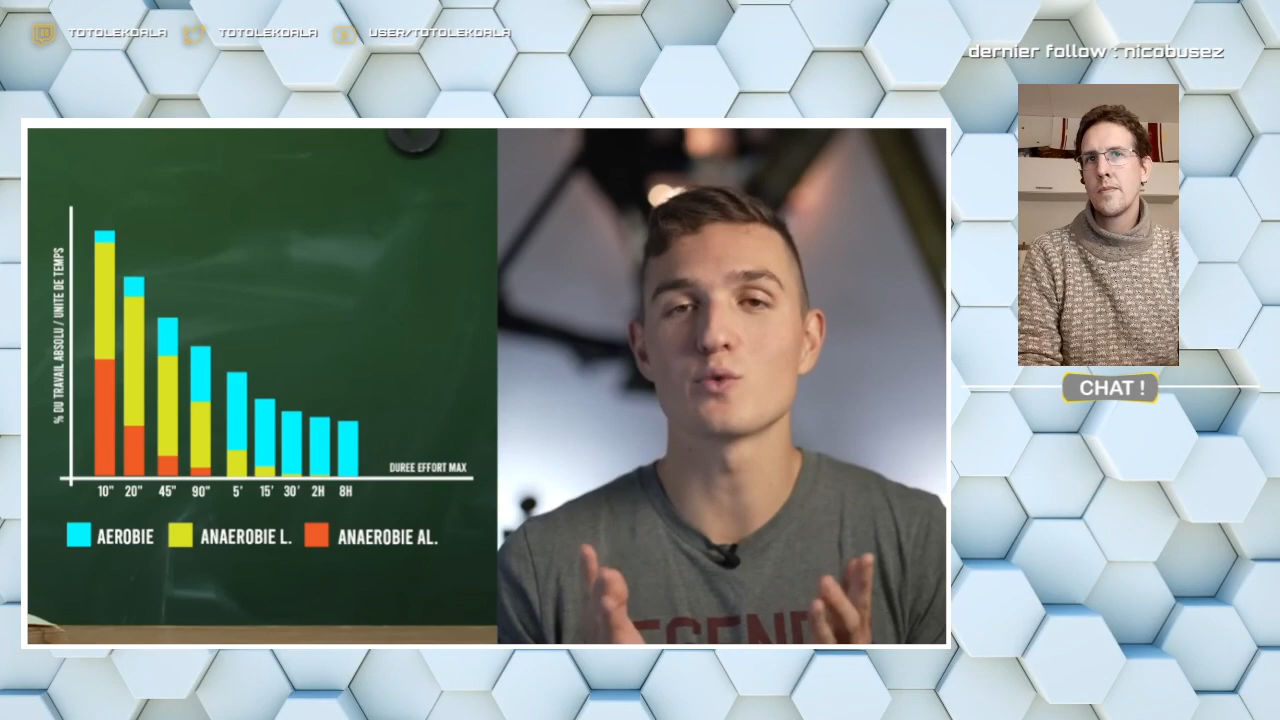 TOTOLEKOALA TOTOLEKOALA USER/TOTOLEKOALA
dernier follow : nicobusez
% DU TRAVAIL ABSOLU / UNITE DE TEMPS
DUREE EFFORT MAX
10" 20" 45" 90" 5' 15' 30' 2H 8H
AEROBIE ANAEROBIE L. ANAEROBIE AL.
CHAT !